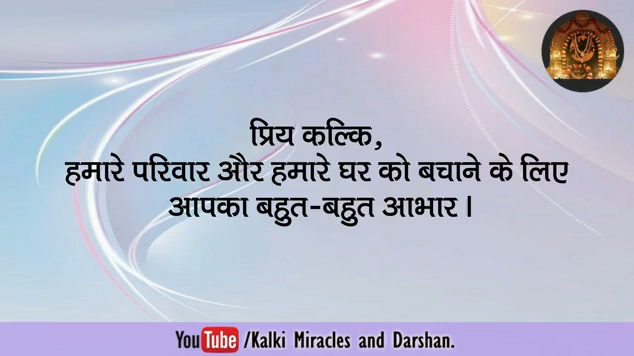 प्रिय कल्कि,
हमारे परिवार और हमारे घर को बचाने के लिए
आपका बहुत-बहुत आभार।
YouTube /Kalki Miracles and Darshan.